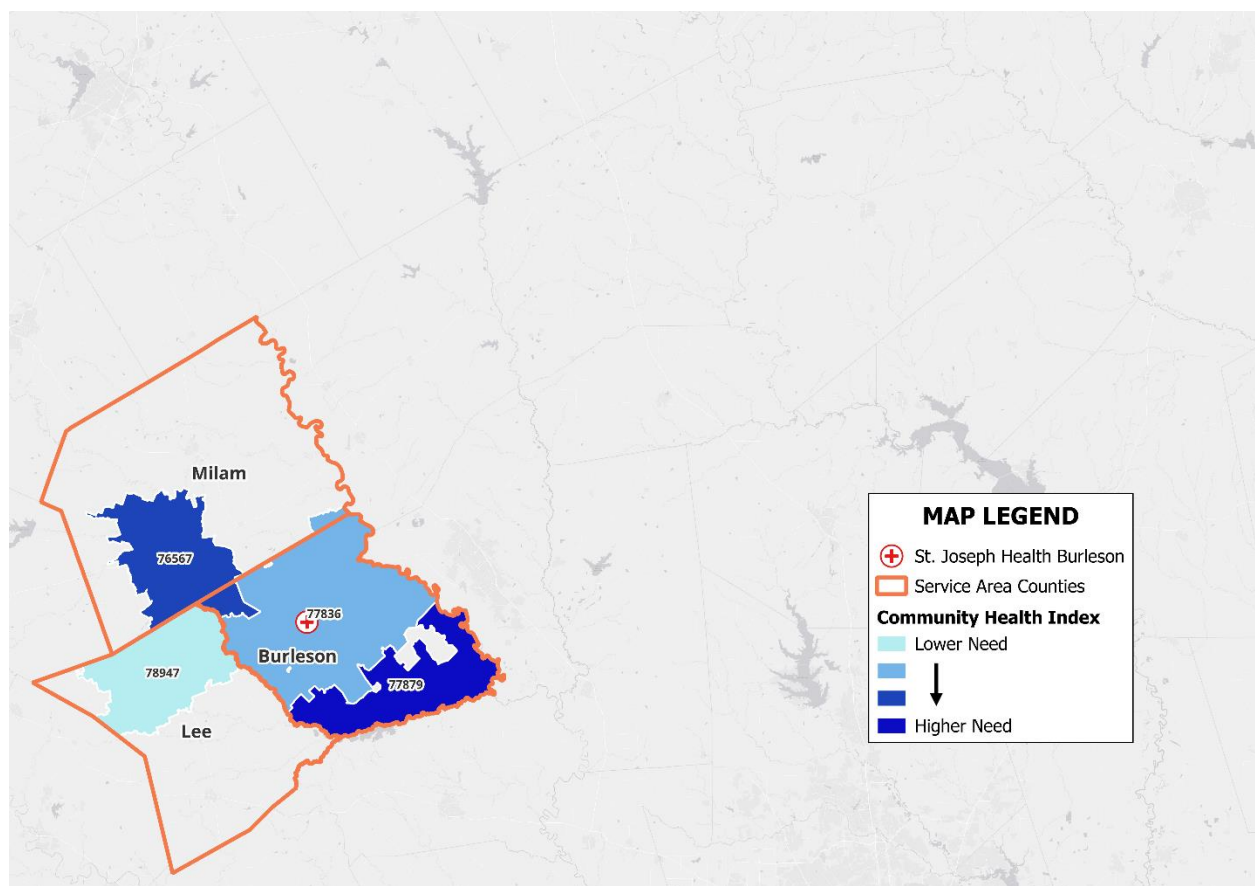 Milam
76567
77836
Burleson
78947
77879
Lee
MAP LEGEND
St. Joseph Health Burleson
Service Area Counties
Community Health Index
Lower Need
Higher Need